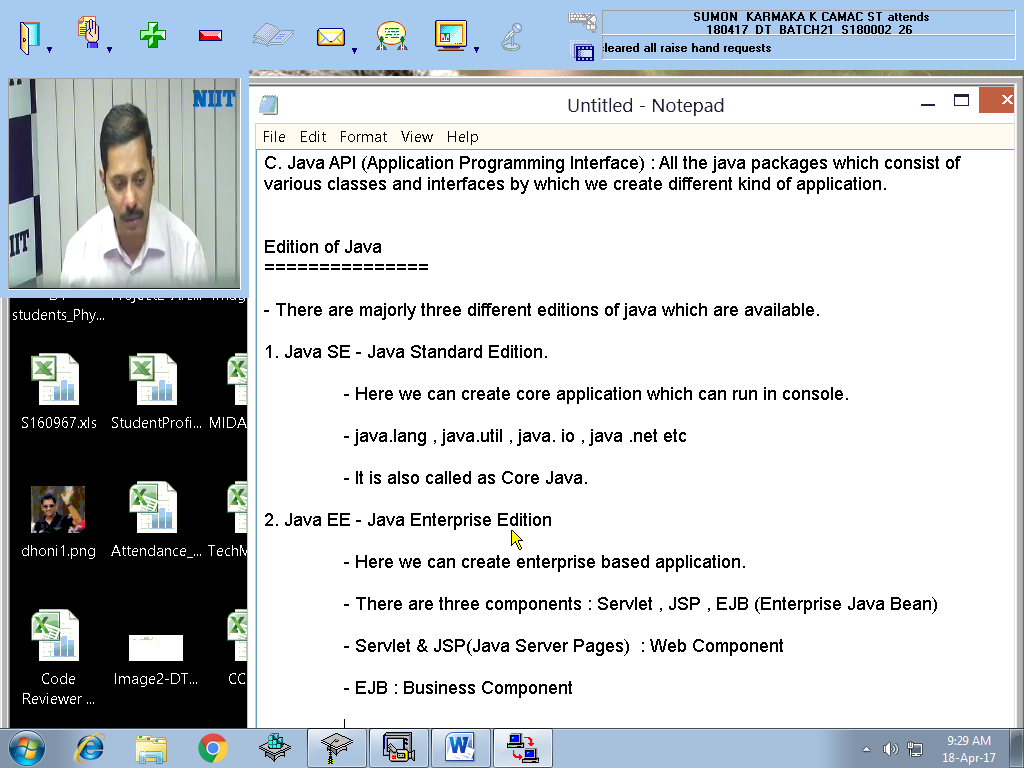 SUMON KARMAKA K CAMAC ST attends
180417_DT_BATCH21_S180002_26
leared all raise hand requests
NIIT
IIT
Untitled - Notepad
File Edit Format View Help
C. Java API (Application Programming Interface) : All the java packages which consist of
various classes and interfaces by which we create different kind of application.
Edition of Java
===============
- There are majorly three different editions of java which are available.
1. Java SE - Java Standard Edition.
- Here we can create core application which can run in console.
- java.lang , java.util , java. io , java .net etc
- It is also called as Core Java.
2. Java EE - Java Enterprise Edition
- Here we can create enterprise based application.
- There are three components : Servlet , JSP , EJB (Enterprise Java Bean)
- Servlet & JSP(Java Server Pages)  : Web Component
- EJB : Business Component
students_Phy...
S160967.xls StudentProfi... MIDA
dhoni1.png Attendance_... TechM
Code
Reviewer ...
Image2-DT... CC
9:29 AM
18-Apr-17